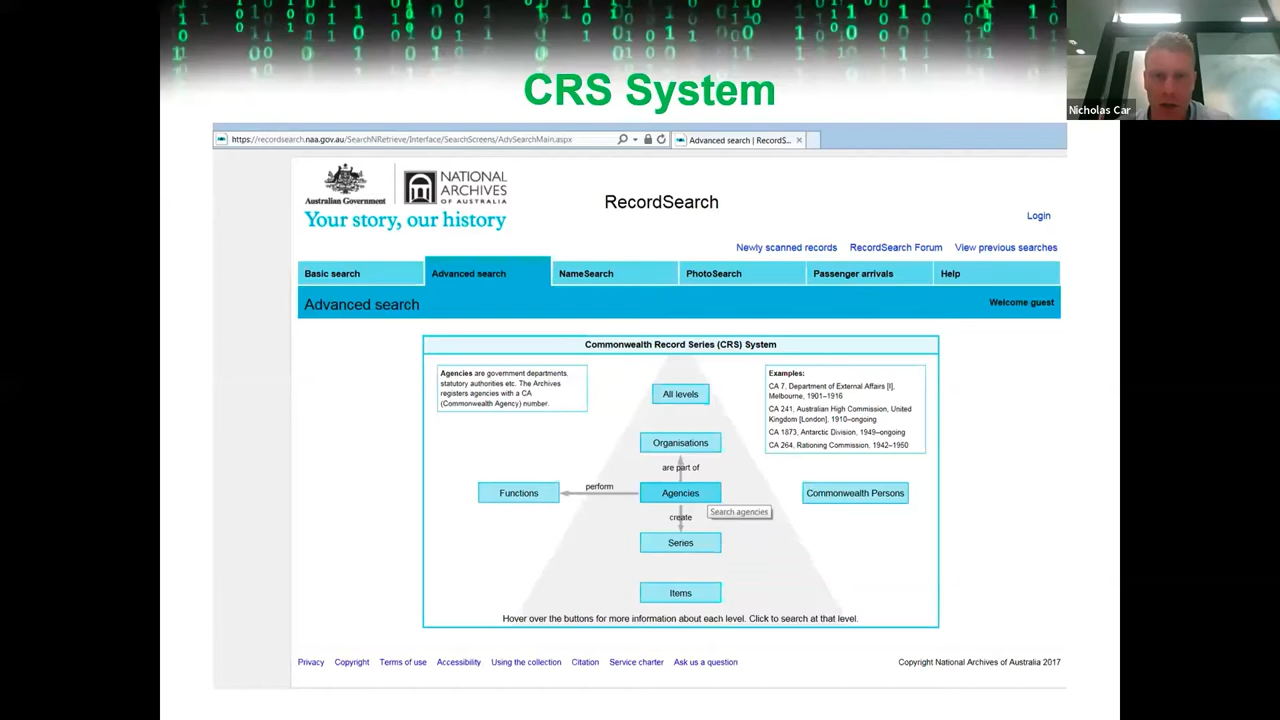 CRS System
Nicholas Car
https://recordsearch.naa.gov.au/SearchNRetrieve/Interface/SearchScreens/AdvSearchMain.aspx
Advanced search | RecordS...
Australian Government
NATIONAL
ARCHIVES
OF AUSTRALIA
Your story, our history
RecordSearch
Login
Newly scanned records RecordSearch Forum View previous searches
Basic search Advanced search NameSearch PhotoSearch Passenger arrivals Help
Advanced search Welcome guest
Commonwealth Record Series (CRS) System
Agencies are government departments,
statutory authorities etc. The Archives
registers agencies with a CA
(Commonwealth Agency) number.
All levels
Examples:
CA 7, Department of External Affairs [I],
Melbourne, 1901–1916
CA 241, Australian High Commission, United
Kingdom [London], 1910–ongoing
CA 1873, Antarctic Division, 1949–ongoing
CA 264, Rationing Commission, 1942–1950
Organisations
are part of
Functions perform Agencies Commonwealth Persons
Search agencies
create
Series
Items
Hover over the buttons for more information about each level. Click to search at that level.
Privacy Copyright Terms of use Accessibility Using the collection Citation Service charter Ask us a question Copyright National Archives of Australia 2017